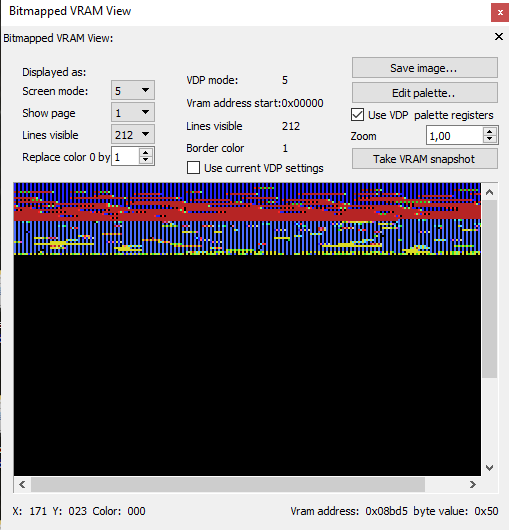 Bitmapped VRAM View
x
Bitmapped VRAM View:
Displayed as:
Screen mode: 5
Show page 1
Lines visible 212
Replace color 0 by 1
VDP mode: 5
Vram address start:0x00000
Lines visible 212
Border color 1
Use current VDP settings
Save image...
Edit palette..
Use VDP palette registers
Zoom 1,00
Take VRAM snapshot
X: 171 Y: 023 Color: 000
Vram address: 0x08bd5 byte value: 0x50